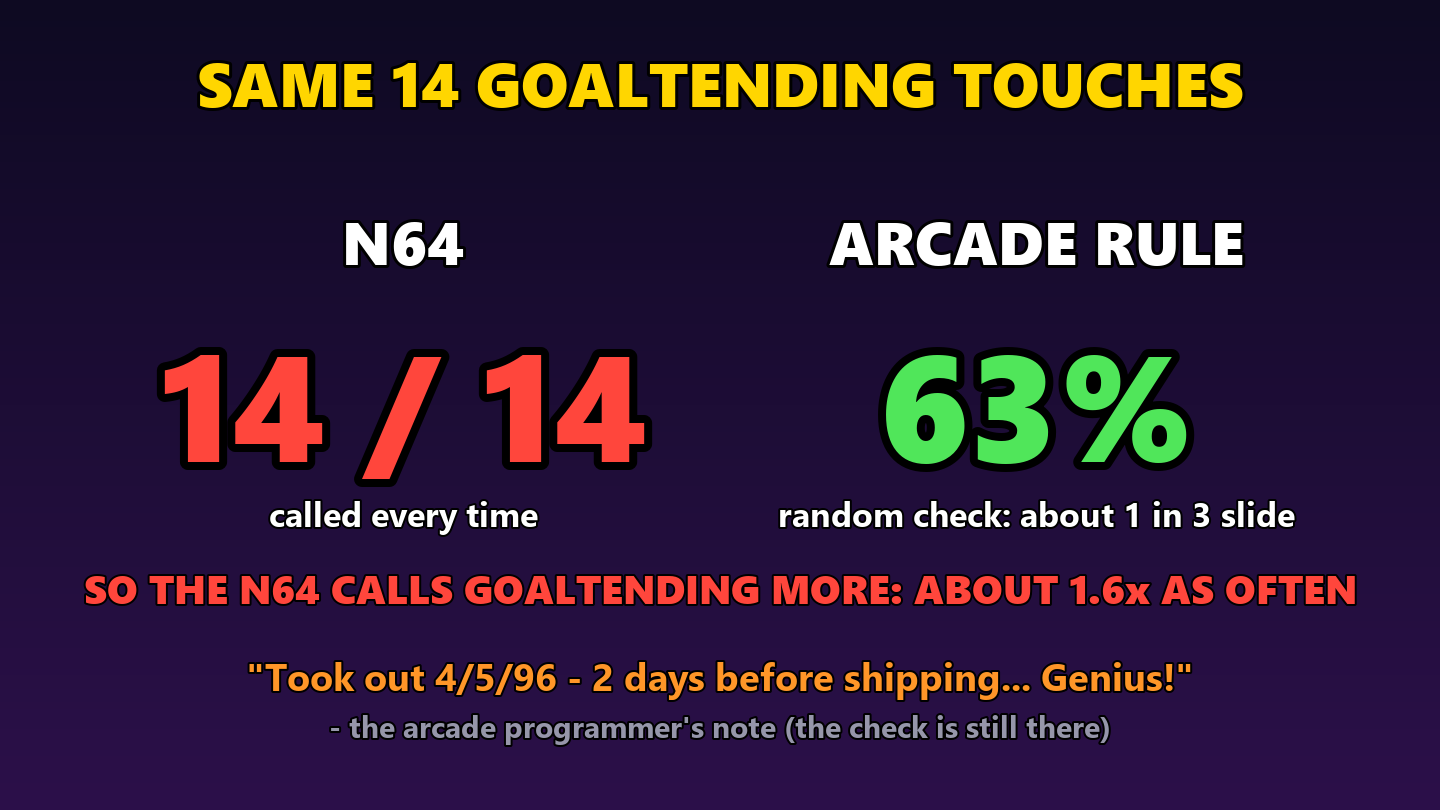 SAME 14 GOALTENDING TOUCHES
N64
ARCADE RULE
14 / 14
63%
called every time
random check: about 1 in 3 slide
SO THE N64 CALLS GOALTENDING MORE: ABOUT 1.6x AS OFTEN
"Took out 4/5/96 - 2 days before shipping... Genius!"
- the arcade programmer's note (the check is still there)